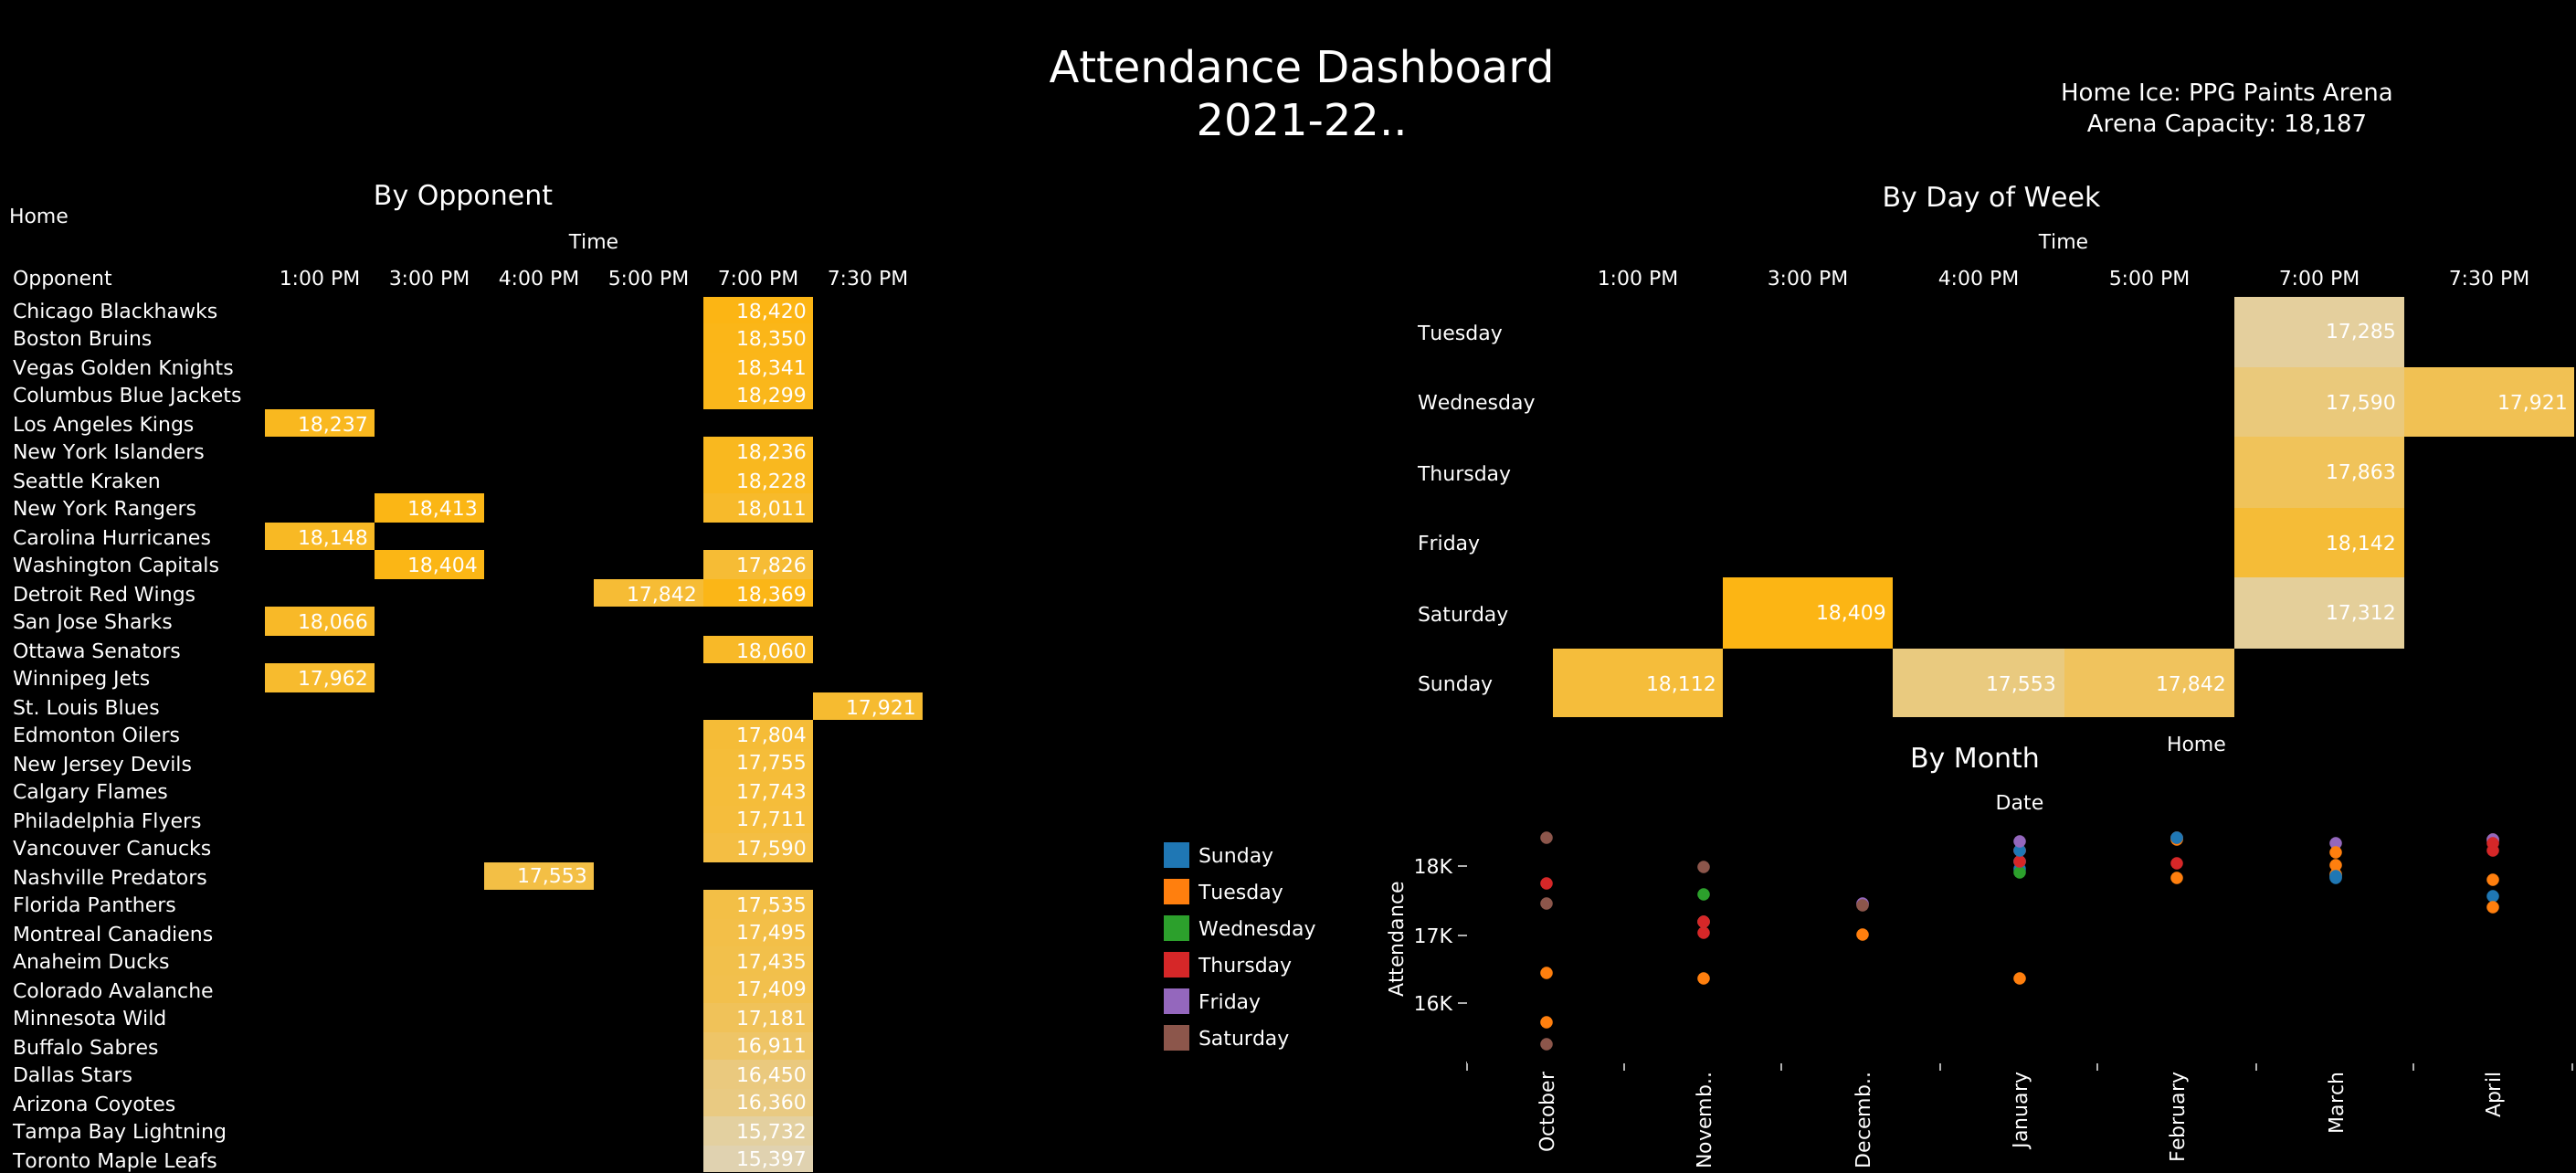 Attendance Dashboard
2021-22..
Home Ice: PPG Paints Arena
Arena Capacity: 18,187
By Opponent
Home
Time
Opponent 1:00 PM 3:00 PM 4:00 PM 5:00 PM 7:00 PM 7:30 PM
Chicago Blackhawks 18,420
Boston Bruins 18,350
Vegas Golden Knights 18,341
Columbus Blue Jackets 18,299
Los Angeles Kings 18,237
New York Islanders 18,236
Seattle Kraken 18,228
New York Rangers 18,413 18,011
Carolina Hurricanes 18,148
Washington Capitals 18,404 17,826
Detroit Red Wings 17,842 18,369
San Jose Sharks 18,066
Ottawa Senators 18,060
Winnipeg Jets 17,962
St. Louis Blues 17,921
Edmonton Oilers 17,804
New Jersey Devils 17,755
Calgary Flames 17,743
Philadelphia Flyers 17,711
Vancouver Canucks 17,590
Nashville Predators 17,553
Florida Panthers 17,535
Montreal Canadiens 17,495
Anaheim Ducks 17,435
Colorado Avalanche 17,409
Minnesota Wild 17,181
Buffalo Sabres 16,911
Dallas Stars 16,450
Arizona Coyotes 16,360
Tampa Bay Lightning 15,732
Toronto Maple Leafs 15,397
By Day of Week
Time
1:00 PM 3:00 PM 4:00 PM 5:00 PM 7:00 PM 7:30 PM
Tuesday 17,285
Wednesday 17,590 17,921
Thursday 17,863
Friday 18,142
Saturday 18,409 17,312
Sunday 18,112 17,553 17,842
Home
By Month
Date
Sunday
Tuesday
Wednesday
Thursday
Friday
Saturday
Attendance
18K
17K
16K
October
Novemb..
Decemb..
January
February
March
April